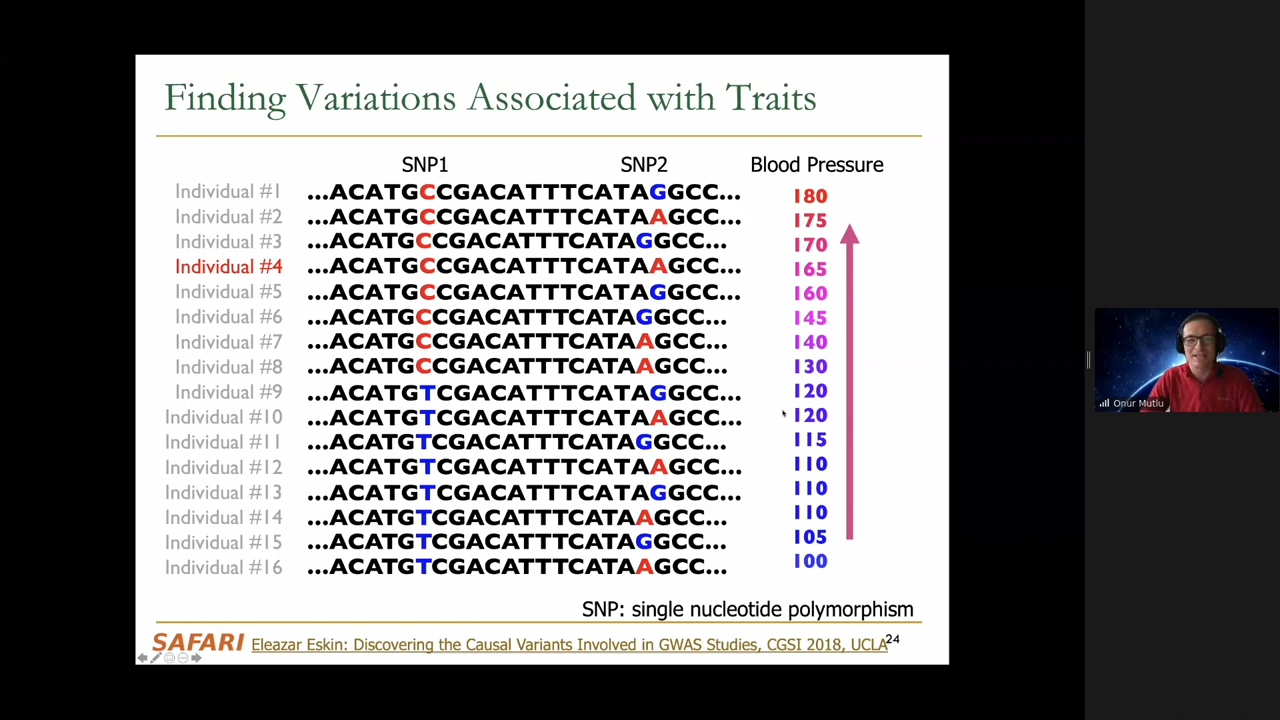 Finding Variations Associated with Traits
SNP1 SNP2 Blood Pressure
Individual #1 ...ACATGCCGACATTTCATAGGCC... 180
Individual #2 ...ACATGCCGACATTTCATAAGCC... 175
Individual #3 ...ACATGCCGACATTTCATAGGCC... 170
Individual #4 ...ACATGCCGACATTTCATAAGCC... 165
Individual #5 ...ACATGCCGACATTTCATAGGCC... 160
Individual #6 ...ACATGCCGACATTTCATAGGCC... 145
Individual #7 ...ACATGCCGACATTTCATAAGCC... 140
Individual #8 ...ACATGCCGACATTTCATAAGCC... 130
Individual #9 ...ACATGTCGACATTTCATAGGCC... 120
Individual #10 ...ACATGTCGACATTTCATAAGCC... 120
Individual #11 ...ACATGTCGACATTTCATAGGCC... 115
Individual #12 ...ACATGTCGACATTTCATAAGCC... 110
Individual #13 ...ACATGTCGACATTTCATAGGCC... 110
Individual #14 ...ACATGTCGACATTTCATAAGCC... 110
Individual #15 ...ACATGTCGACATTTCATAGGCC... 105
Individual #16 ...ACATGTCGACATTTCATAAGCC... 100
SNP: single nucleotide polymorphism
SAFARI Eleazar Eskin: Discovering the Causal Variants Involved in GWAS Studies, CGSI 2018, UCLA 24
Onur Mutlu